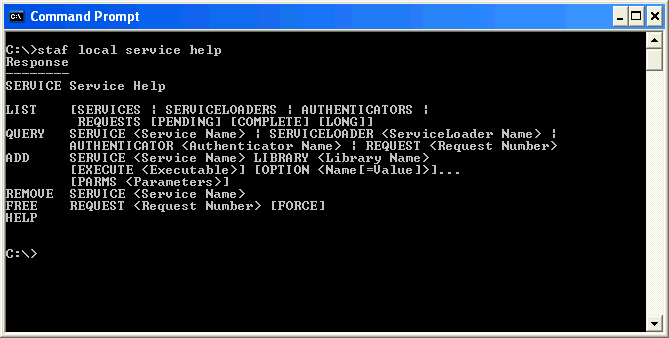 Command Prompt
C:\>staf local service help
Response
--------
SERVICE Service Help
LIST    [SERVICES | SERVICELOADERS | AUTHENTICATORS |
         REQUESTS [PENDING] [COMPLETE] [LONG]]
QUERY   SERVICE <Service Name> | SERVICELOADER <ServiceLoader Name> |
        AUTHENTICATOR <Authenticator Name> | REQUEST <Request Number>
ADD     SERVICE <Service Name> LIBRARY <Library Name>
        [EXECUTE <Executable>] [OPTION <Name[=Value]>]...
        [PARMS <Parameters>]
REMOVE  SERVICE <Service Name>
FREE    REQUEST <Request Number> [FORCE]
HELP
C:\>